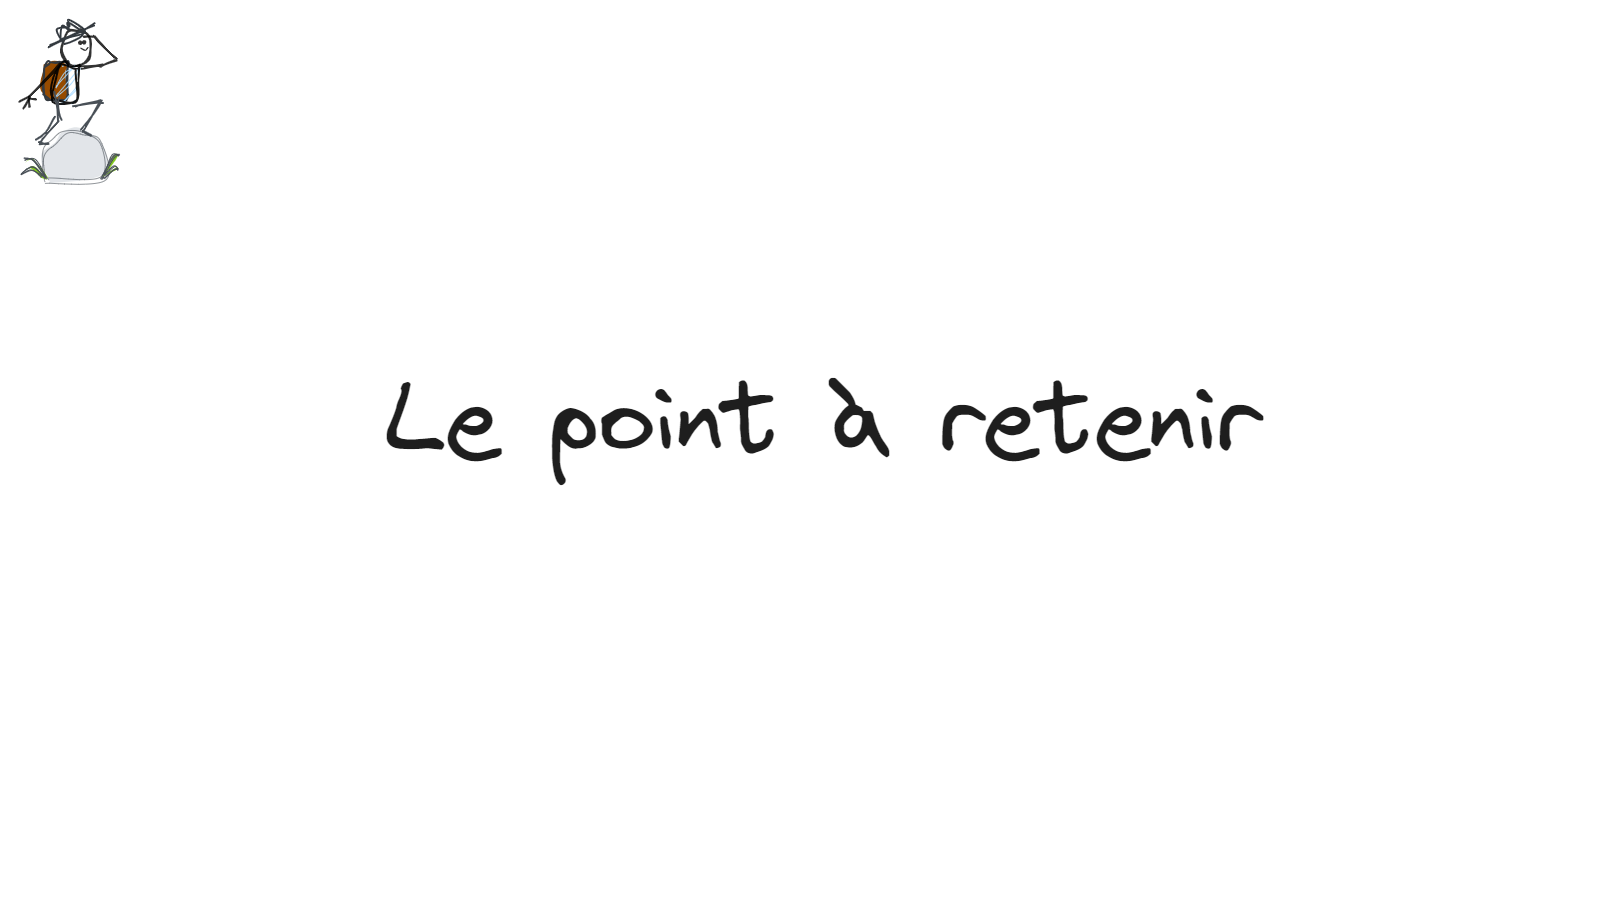 Le point à retenir